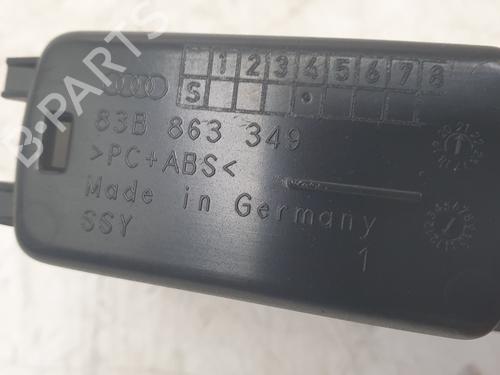 1 2 3 4 5 6 7 8
S
83B 863 349
>PC+ABS<
Made in Germany
SSY
1
B-PARTS